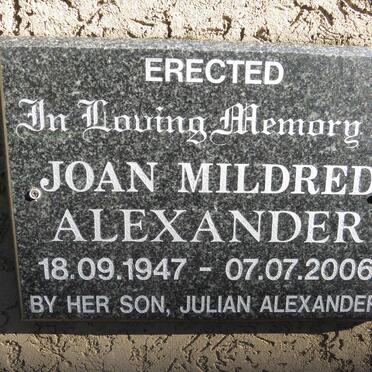 ERECTED
In Loving Memory
JOAN MILDRED
ALEXANDER
18.09.1947 - 07.07.2006
BY HER SON, JULIAN ALEXANDER